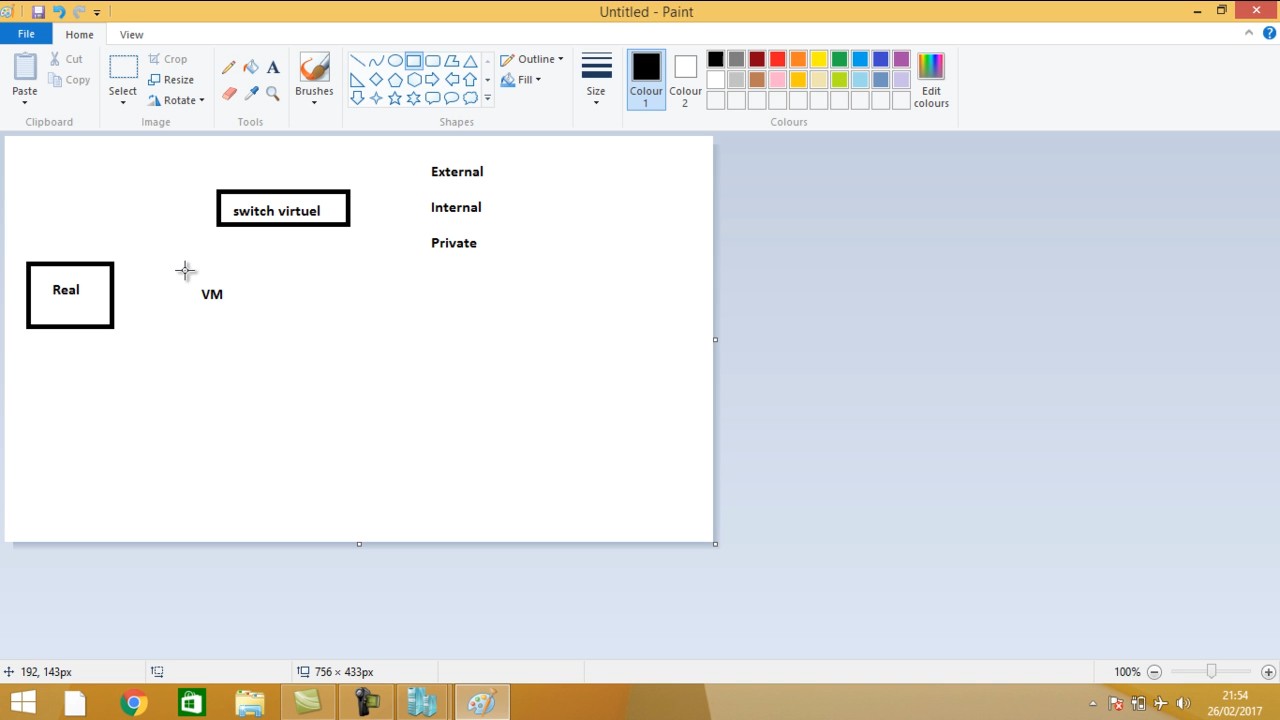 Untitled - Paint
File
Home
View
Paste
Cut
Copy
Clipboard
Select
Crop
Resize
Rotate
Image
A
Tools
Brushes
Outline
Fill
Shapes
Size
Colour 1
Colour 2
Edit colours
Colours
External
switch virtuel
Internal
Private
Real
VM
192, 143px
756 × 433px
100%
21:54
26/02/2017